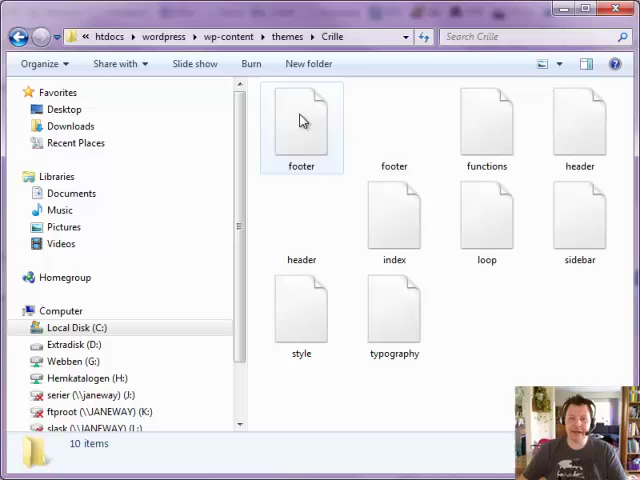 htdocs wordpress wp-content themes Crille
Search Crille
Organize Share with Slide show Burn New folder
Favorites
Desktop
Downloads
Recent Places
Libraries
Documents
Music
Pictures
Videos
Homegroup
Computer
Local Disk (C:)
Extradisk (D:)
Webben (G:)
Hemkatalogen (H:)
serier (\\janeway) (J:)
ftproot (\\JANEWAY) (K:)
slask (\\JANEWAY) (L:)
footer footer functions header
header index loop sidebar
style typography
10 items